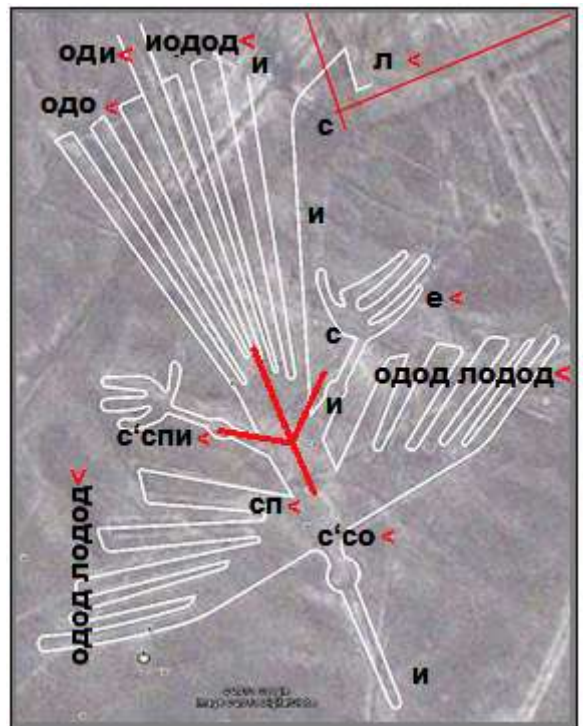 оди <
иодод <
и
л <
одо <
с
и
е <
с
одод лодод <
и
с‘спи <
сп <
с‘со <
одод лодод <
и